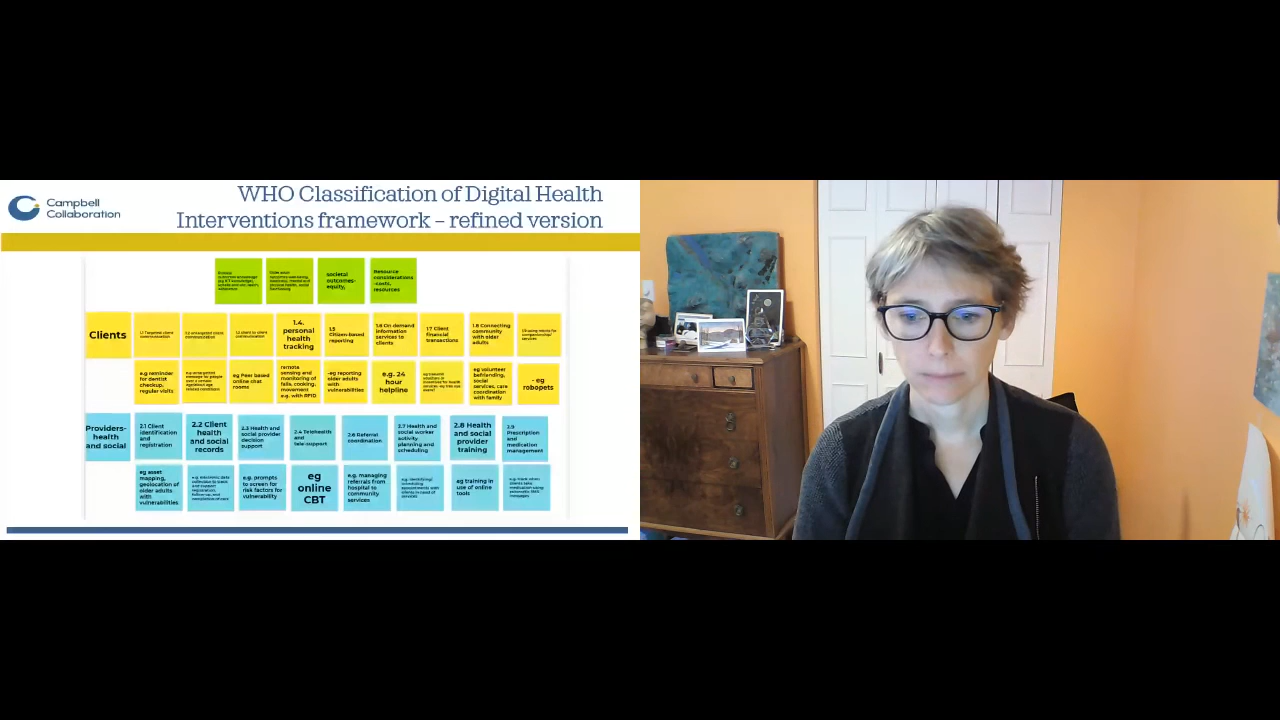 Campbell
Collaboration
WHO Classification of Digital Health
Interventions framework – refined version
societal
outcomes-
equity,
Resource
considerations
-costs,
resources
Clients
1.1 Targeted client
communication
1.4.
personal
health
tracking
1.5
Citizen-based
reporting
1.6 On demand
information
services to
clients
1.7 Client
financial
transactions
1.8 Connecting
community
with older
adults
e.g reminder
for dentist
checkup,
regular visits
eg Peer based
online chat
rooms
remote
sensing and
monitoring of
falls, cooking,
movement
e.g. with RFID
-eg reporting
older adults
with
vulnerabilities
e.g. 24
hour
helpline
eg volunteer
befriending,
social
services, care
coordination
with family
- eg
robopets
Providers-
health
and social
2.1 Client
identification
and
registration
2.2 Client
health
and social
records
2.3 Health and
social provider
decision
support
2.4 Telehealth
and
tele-support
2.6 Referral
coordination
2.7 Health and
social worker
activity
planning and
scheduling
2.8 Health
and social
provider
training
2.9
Prescription
and
medication
management
eg asset
mapping,
geolocation of
older adults
with
vulnerabilities
e.g. prompts
to screen for
risk factors for
vulnerability
eg
online
CBT
e.g. managing
referrals from
hospital to
community
services
eg training in
use of online
tools